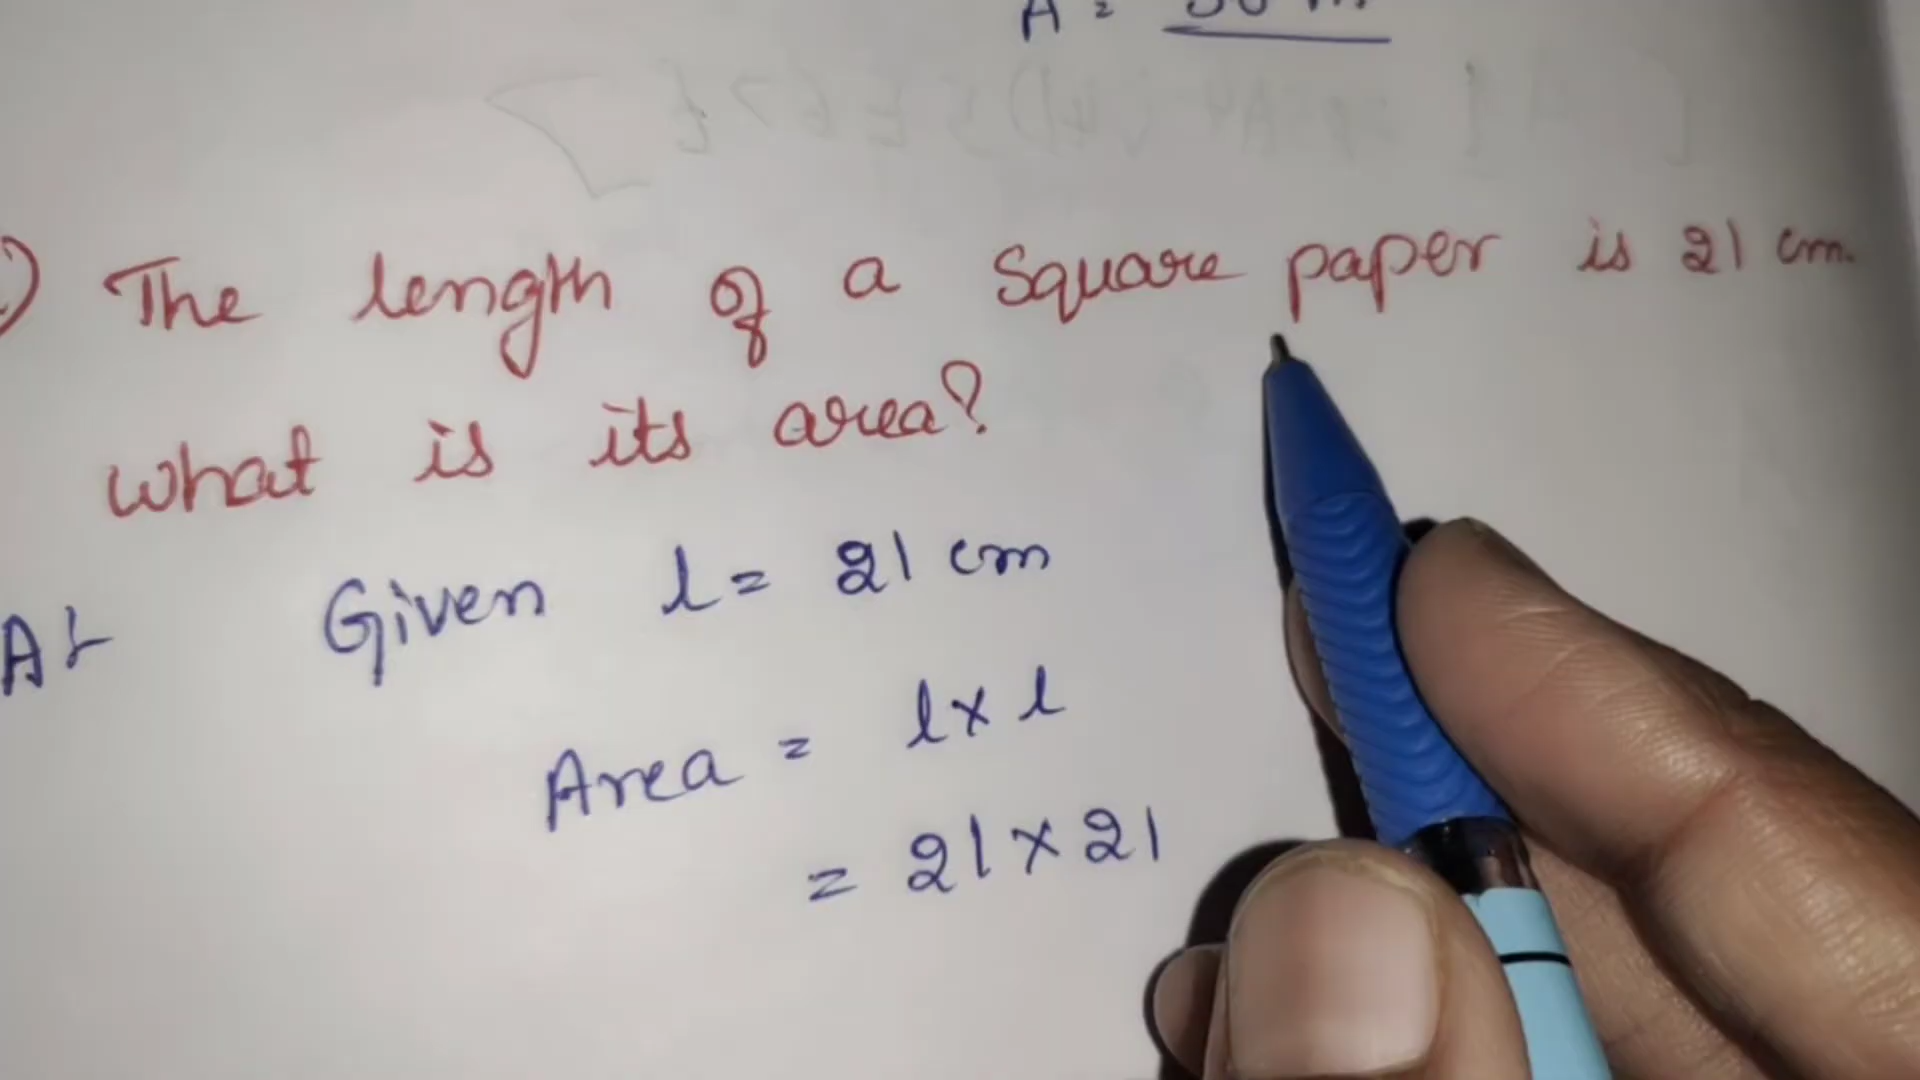 A =
) The length of a Square paper is 21 cm.
what is its area?
A:- Given l = 21 cm
Area = l x l
= 21 x 21